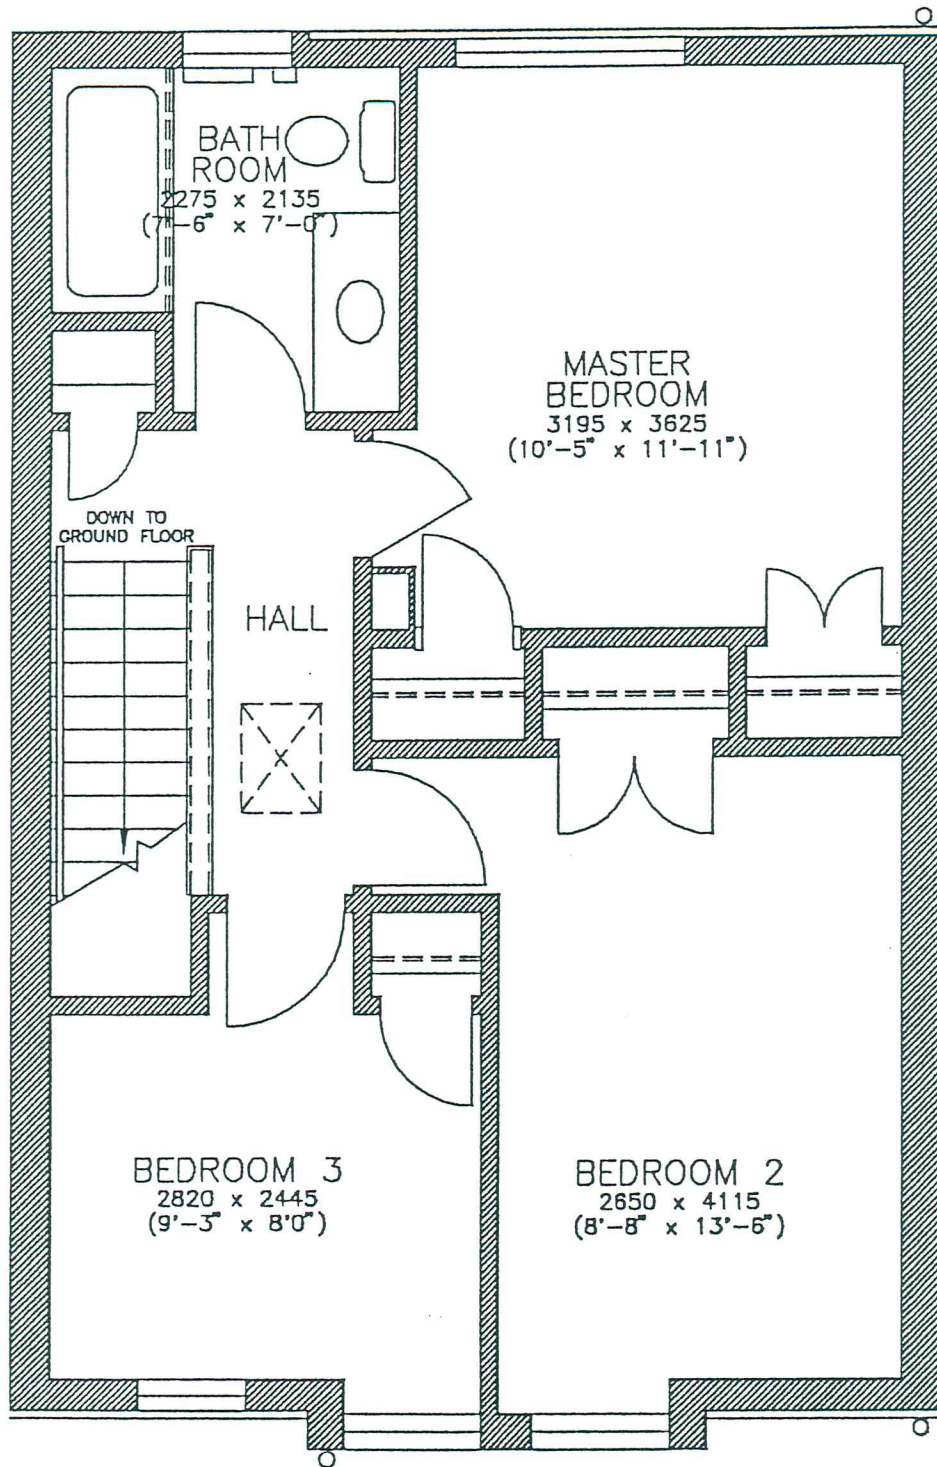 BATH
ROOM
2275 x 2135
(7'-6" x 7'-0")
MASTER
BEDROOM
3195 x 3625
(10'-5" x 11'-11")
DOWN TO
GROUND FLOOR
HALL
BEDROOM 3
2820 x 2445
(9'-3" x 8'0")
BEDROOM 2
2650 x 4115
(8'-8" x 13'-6")